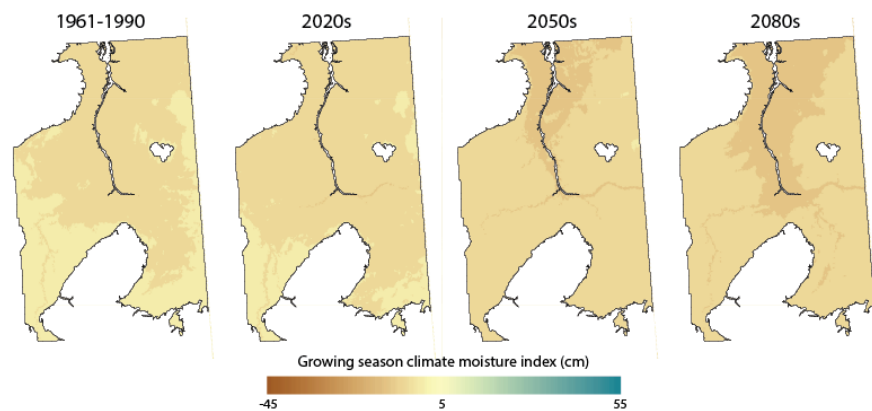 1961-1990 2020s 2050s 2080s
Growing season climate moisture index (cm)
-45 5 55